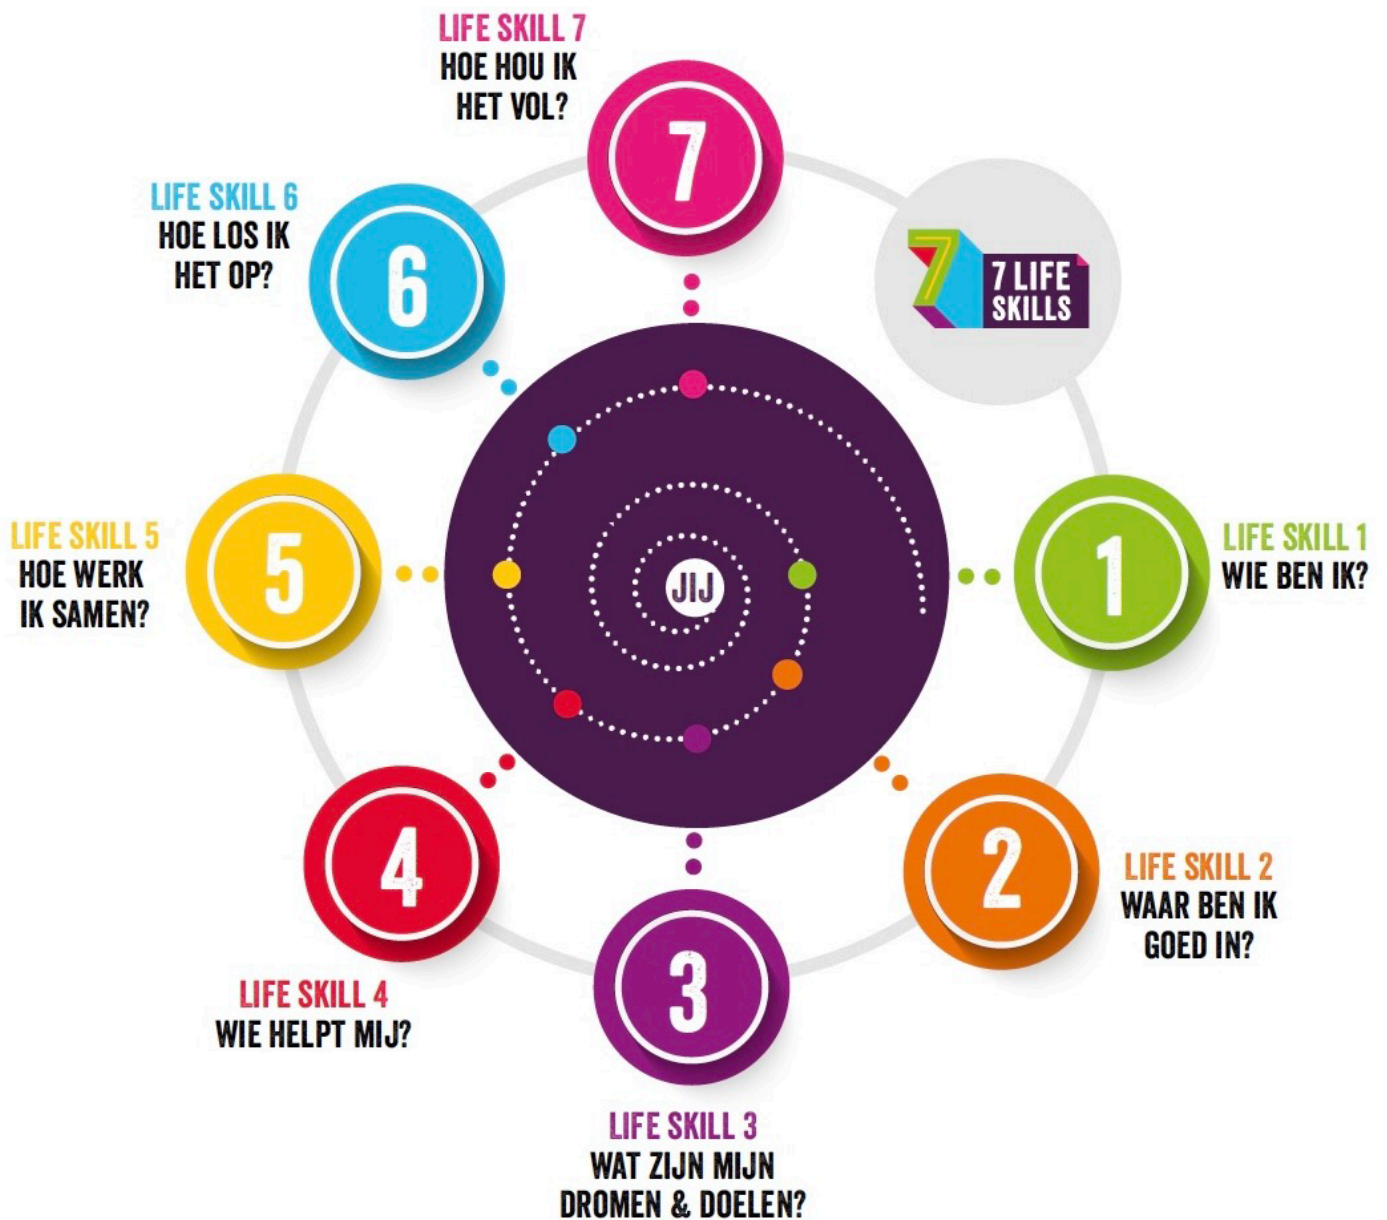 LIFE SKILL 7
HOE HOU IK
HET VOL?
7
7
7 LIFE
SKILLS
LIFE SKILL 6
HOE LOS IK
HET OP?
6
LIFE SKILL 5
HOE WERK
IK SAMEN?
5
JIJ
1
LIFE SKILL 1
WIE BEN IK?
4
LIFE SKILL 4
WIE HELPT MIJ?
2
LIFE SKILL 2
WAAR BEN IK
GOED IN?
3
LIFE SKILL 3
WAT ZIJN MIJN
DROMEN & DOELEN?